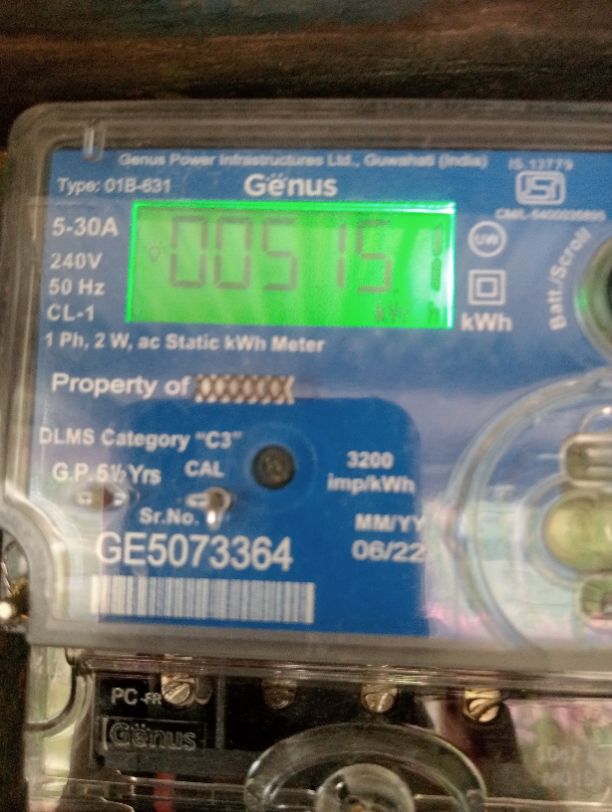 Genus Power Infrastructures Ltd., Guwahati (India)
IS 13779
Type: 01B-631
Genus
5-30A
240V
50 Hz
CL-1
00515.1
kWh
1 Ph, 2 W, ac Static kWh Meter
Batt./Scroll
Property of
DLMS Category "C3"
G.P. 5½ Yrs
CAL
3200
imp/kWh
Sr.No.
MM/YY
GE5073364
06/22
PC-FR
Genus